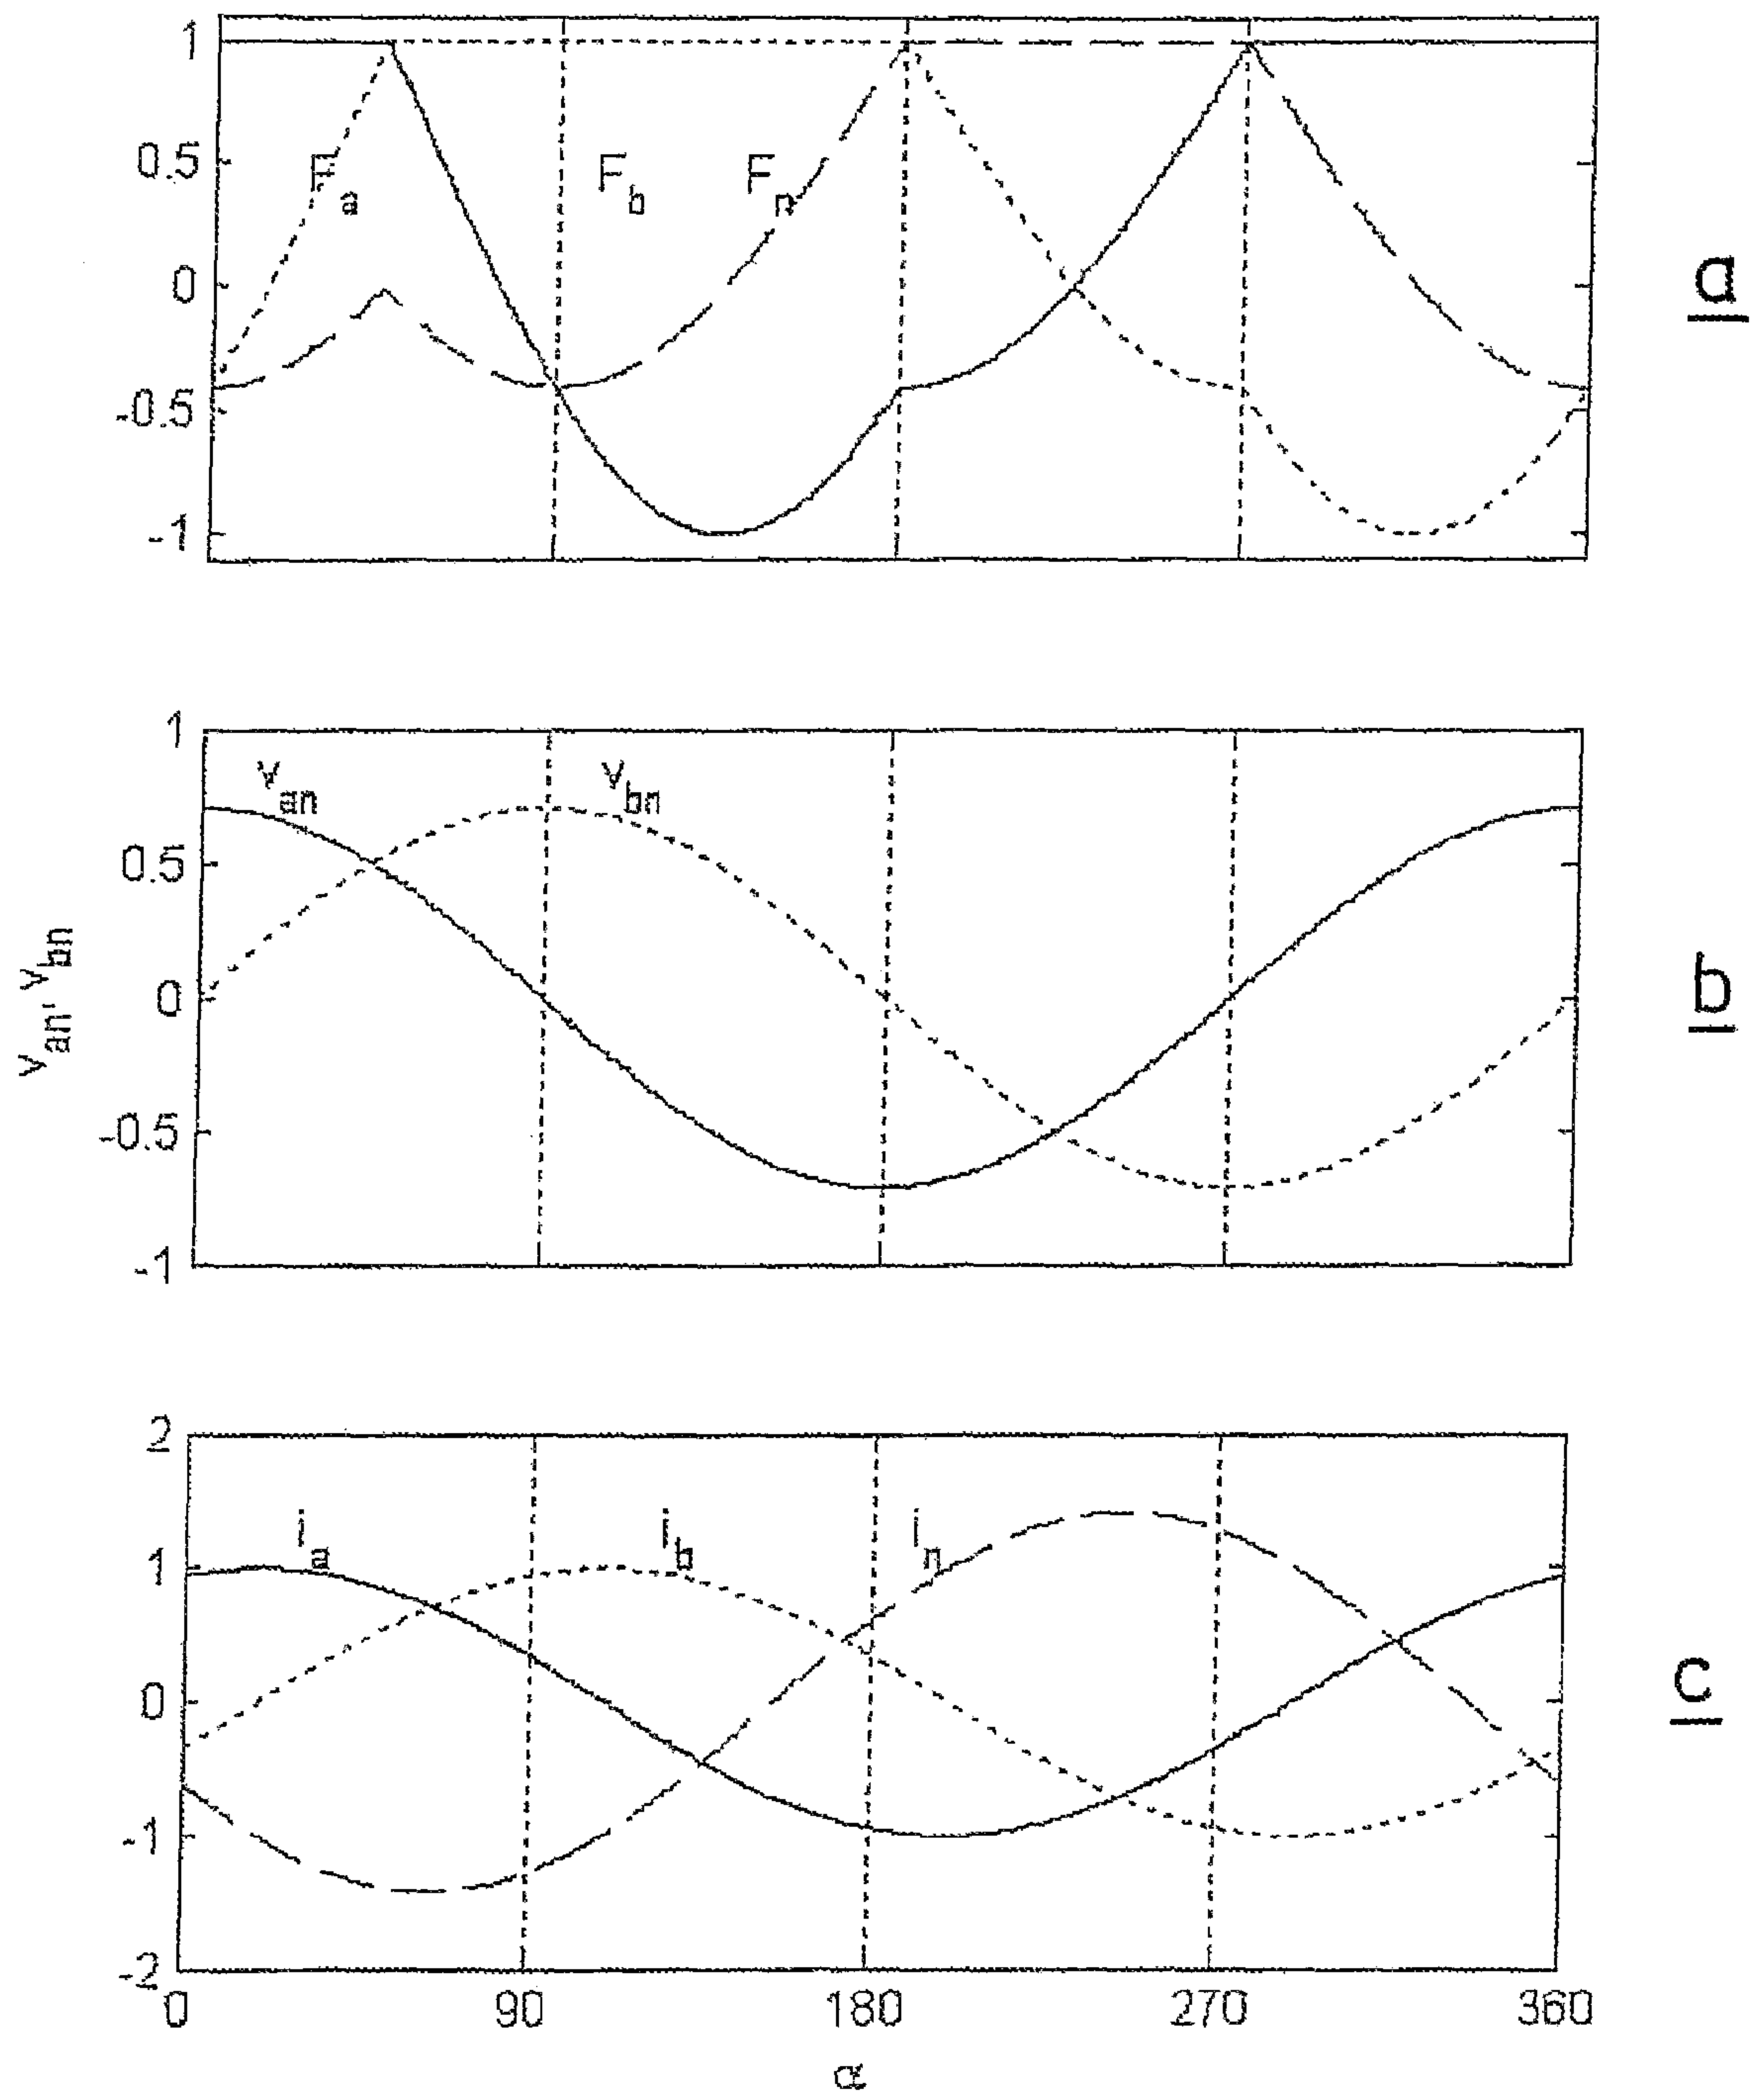 1
0.5
0
-0.5
-1
F_a
F_b
F_n
a
1
0.5
0
-0.5
-1
v_an, v_bn
v_an
v_bn
b
2
1
0
-1
-2
i_a
i_b
i_n
c
0 90 180 270 360
α